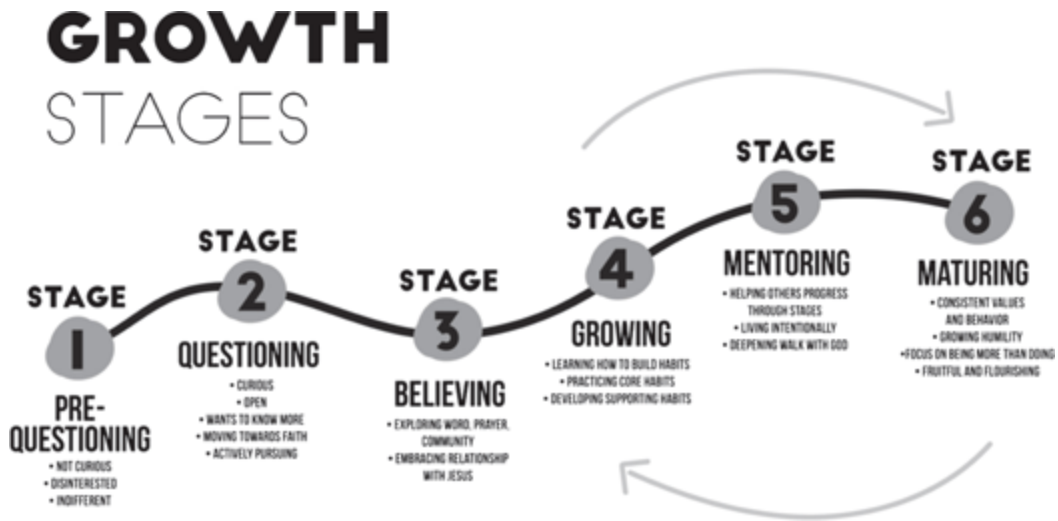 GROWTH
STAGES
STAGE
1
PRE-
QUESTIONING
• NOT CURIOUS
• DISINTERESTED
• INDIFFERENT
STAGE
2
QUESTIONING
• CURIOUS
• OPEN
• WANTS TO KNOW MORE
• MOVING TOWARDS FAITH
• ACTIVELY PURSUING
STAGE
3
BELIEVING
• EXPLORING WORD, PRAYER,
COMMUNITY
• EMBRACING RELATIONSHIP
WITH JESUS
STAGE
4
GROWING
• LEARNING HOW TO BUILD HABITS
• PRACTICING CORE HABITS
• DEVELOPING SUPPORTING HABITS
STAGE
5
MENTORING
• HELPING OTHERS PROGRESS
THROUGH STAGES
• LIVING INTENTIONALLY
• DEEPENING WALK WITH GOD
STAGE
6
MATURING
• CONSISTENT VALUES
AND BEHAVIOR
• GROWING HUMILITY
•FOCUS ON BEING MORE THAN DOING
• FRUITFUL AND FLOURISHING